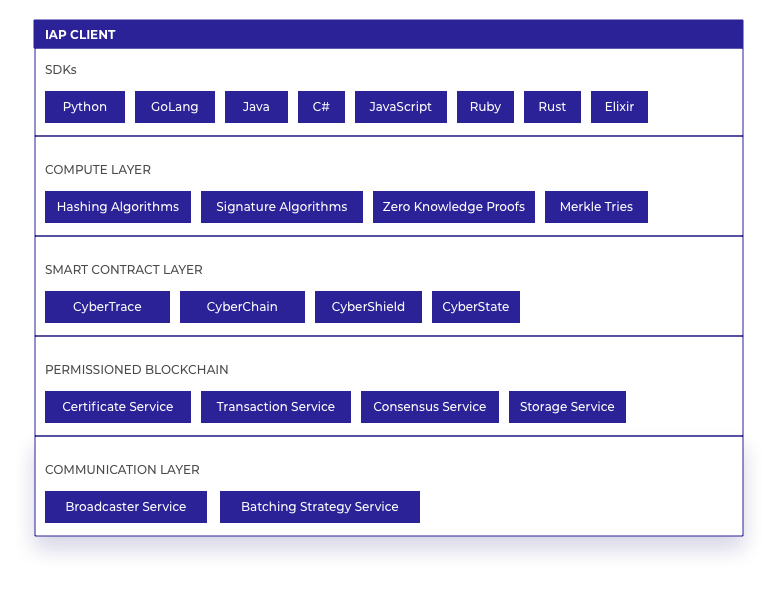 IAP CLIENT
SDKs
Python GoLang Java C# JavaScript Ruby Rust Elixir
COMPUTE LAYER
Hashing Algorithms Signature Algorithms Zero Knowledge Proofs Merkle Tries
SMART CONTRACT LAYER
CyberTrace CyberChain CyberShield CyberState
PERMISSIONED BLOCKCHAIN
Certificate Service Transaction Service Consensus Service Storage Service
COMMUNICATION LAYER
Broadcaster Service Batching Strategy Service